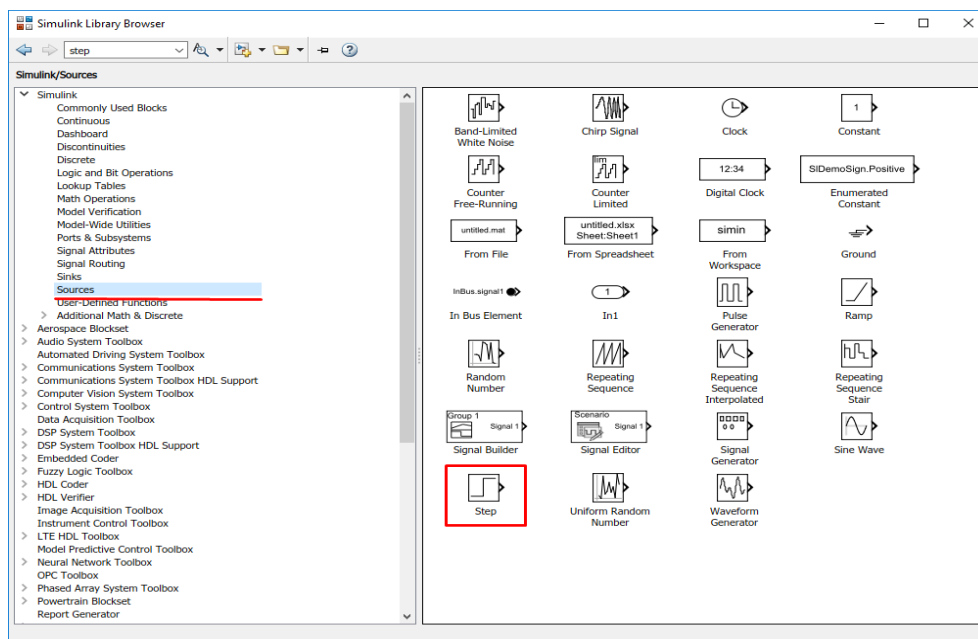 Simulink Library Browser
step
Simulink/Sources
Simulink
Commonly Used Blocks
Continuous
Dashboard
Discontinuities
Discrete
Logic and Bit Operations
Lookup Tables
Math Operations
Model Verification
Model-Wide Utilities
Ports & Subsystems
Signal Attributes
Signal Routing
Sinks
Sources
User-Defined Functions
Additional Math & Discrete
Aerospace Blockset
Audio System Toolbox
Automated Driving System Toolbox
Communications System Toolbox
Communications System Toolbox HDL Support
Computer Vision System Toolbox
Control System Toolbox
Data Acquisition Toolbox
DSP System Toolbox
DSP System Toolbox HDL Support
Embedded Coder
Fuzzy Logic Toolbox
HDL Coder
HDL Verifier
Image Acquisition Toolbox
Instrument Control Toolbox
LTE HDL Toolbox
Model Predictive Control Toolbox
Neural Network Toolbox
OPC Toolbox
Phased Array System Toolbox
Powertrain Blockset
Report Generator
Band-Limited
White Noise
Chirp Signal
Clock
1
Constant
Counter
Free-Running
lim
Counter
Limited
12:34
Digital Clock
SlDemoSign.Positive
Enumerated
Constant
untitled.mat
From File
untitled.xlsx
Sheet:Sheet1
From Spreadsheet
simin
From
Workspace
Ground
InBus.signal1
In Bus Element
1
In1
Pulse
Generator
Ramp
Random
Number
Repeating
Sequence
Repeating
Sequence
Interpolated
Repeating
Sequence
Stair
Group 1
Signal 1
Signal Builder
Scenario
Signal 1
Signal Editor
Signal
Generator
Sine Wave
Step
Uniform Random
Number
Waveform
Generator